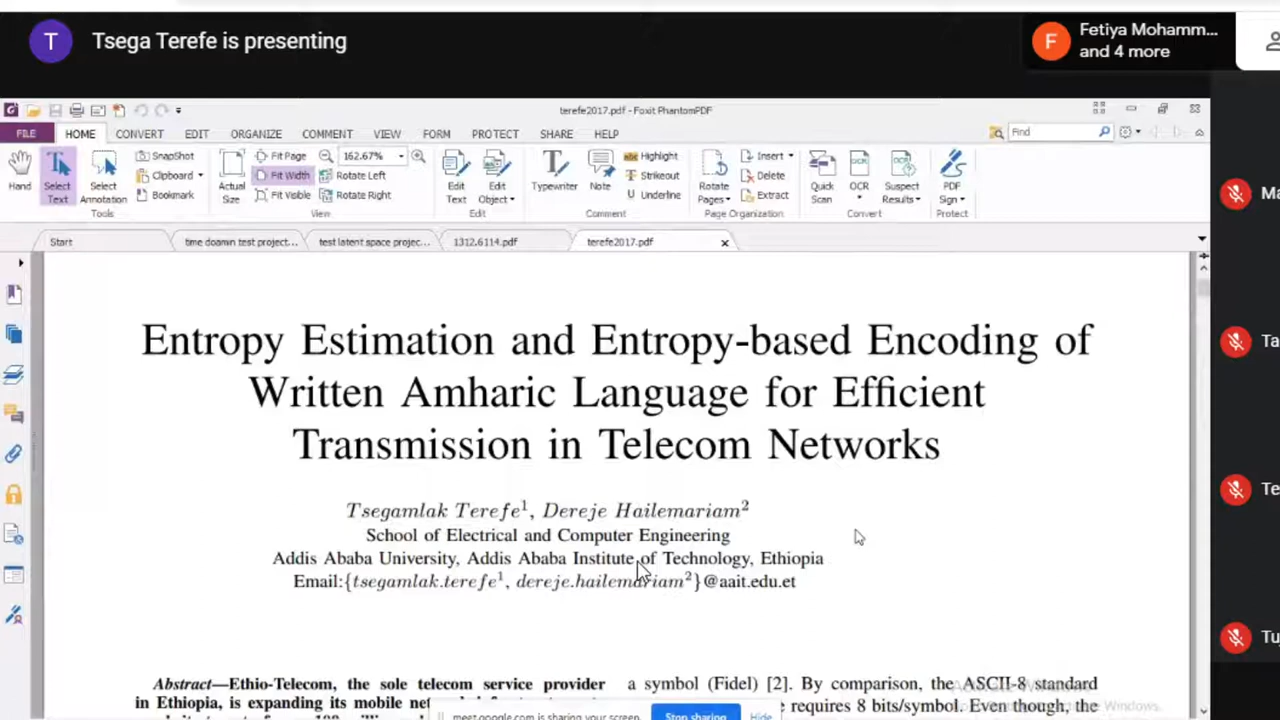 T Tsega Terefe is presenting
F Fetiya Mohamm...
and 4 more
terefe2017.pdf - Foxit PhantomPDF
FILE HOME CONVERT EDIT ORGANIZE COMMENT VIEW FORM PROTECT SHARE HELP Find
Hand
Select Text
Select Annotation
SnapShot
Clipboard
Bookmark
Tools
Actual Size
Fit Page
Fit Width
Fit Visible
162.67%
Rotate Left
Rotate Right
View
Edit Text
Edit Object
Edit
Typewriter
Note
Highlight
Strikeout
Underline
Comment
Rotate Pages
Insert
Delete
Extract
Page Organization
Quick Scan
OCR
Suspect Results
Convert
PDF Sign
Protect
Start time doamin test project... test latent space projec... 1312.6114.pdf terefe2017.pdf
Entropy Estimation and Entropy-based Encoding of
Written Amharic Language for Efficient
Transmission in Telecom Networks
Tsegamlak Terefe¹, Dereje Hailemariam²
School of Electrical and Computer Engineering
Addis Ababa University, Addis Ababa Institute of Technology, Ethiopia
Email:{tsegamlak.terefe¹, dereje.hailemariam²}@aait.edu.et
Abstract—Ethio-Telecom, the sole telecom service provider
in Ethiopia, is expanding its mobile
a symbol (Fidel) [2]. By comparison, the ASCII-8 standard
requires 8 bits/symbol. Even though, the
meet.google.com is sharing your screen.
Stop sharing
Hide
Ma
Ta
Te
Tu